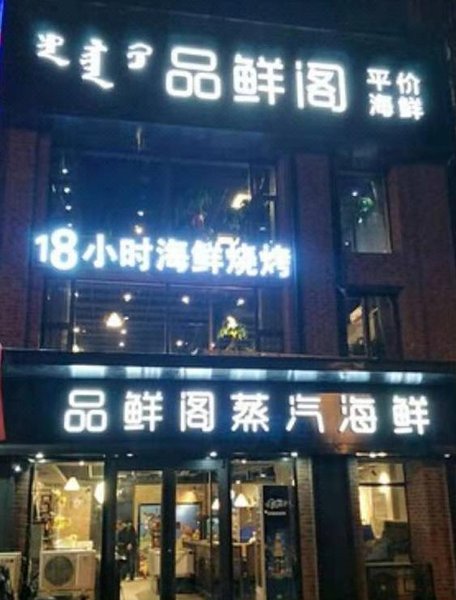 品鲜阁 平价
海鲜
18小时海鲜烧烤
品鲜阁蒸汽海鲜